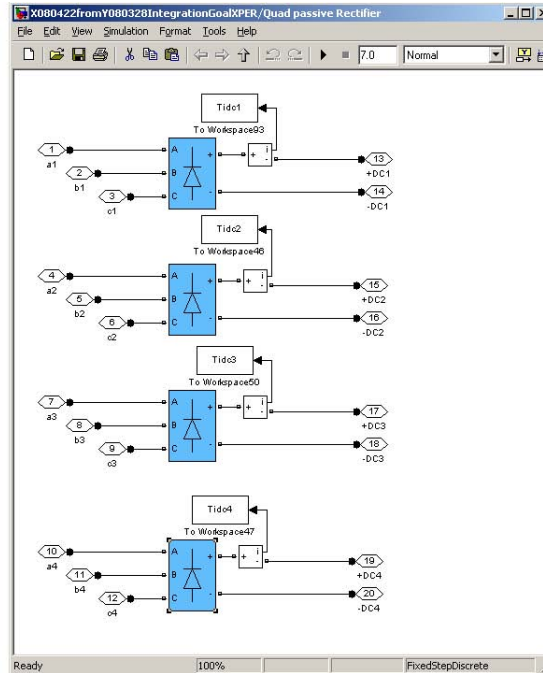 X080422fromY080328IntegrationGoalXPER/Quad passive Rectifier
File Edit View Simulation Format Tools Help
7.0 Normal
Tidc1
To Workspace93
1 A + + i 13
a1 - +DC1
2 B
b1
3 C - 14
c1 -DC1
Tidc2
To Workspace46
4 A + + i 15
a2 - +DC2
5 B
b2
6 C - 16
c2 -DC2
Tidc3
To Workspace50
7 A + + i 17
a3 - +DC3
8 B
b3
9 C - 18
c3 -DC3
Tidc4
To Workspace47
10 A + + i 19
a4 - +DC4
11 B
b4
12 C - 20
c4 -DC4
Ready 100% FixedStepDiscrete